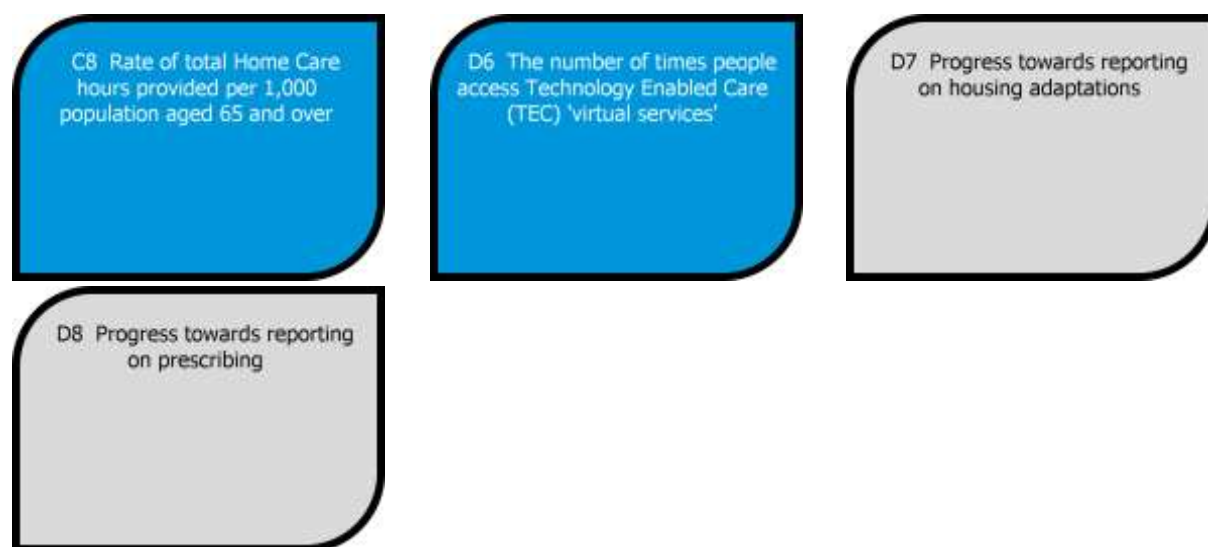 C8 Rate of total Home Care
hours provided per 1,000
population aged 65 and over
D6 The number of times people
access Technology Enabled Care
(TEC) 'virtual services'
D7 Progress towards reporting
on housing adaptations
D8 Progress towards reporting
on prescribing